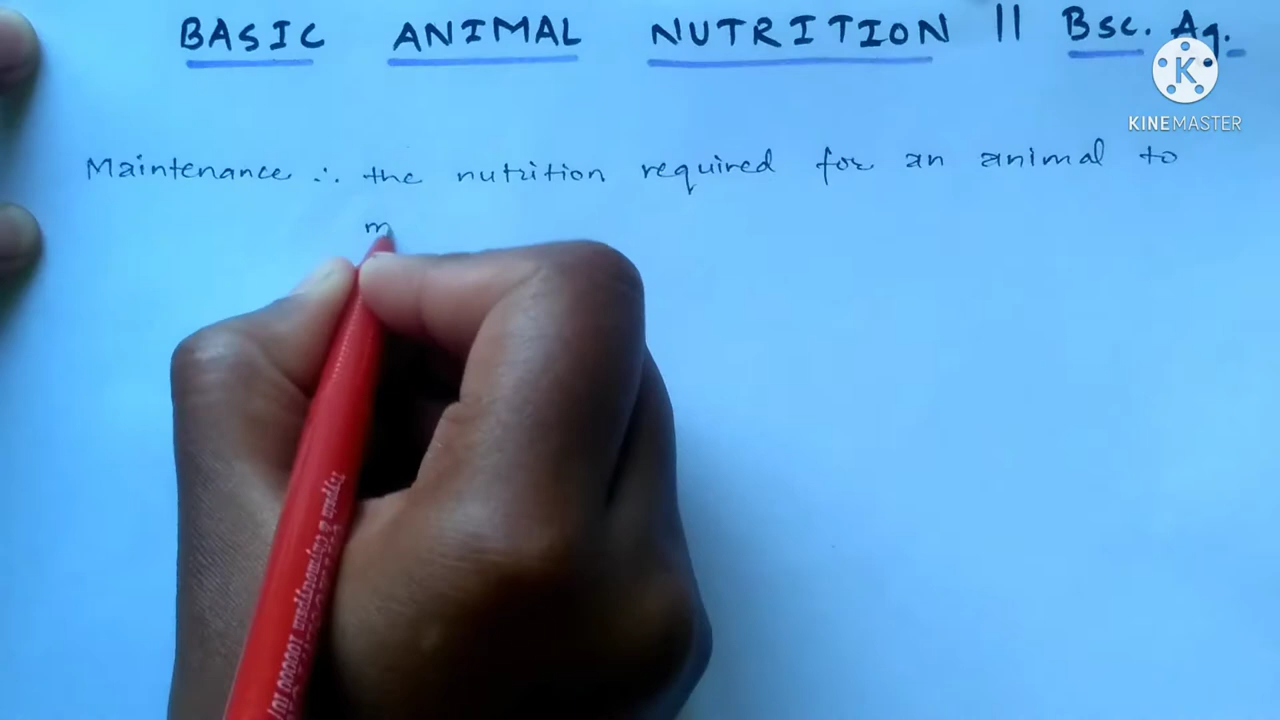 BASIC ANIMAL NUTRITION || Bsc. Ag.
KINEMASTER
Maintenance ∴ the nutrition required for an animal to
m